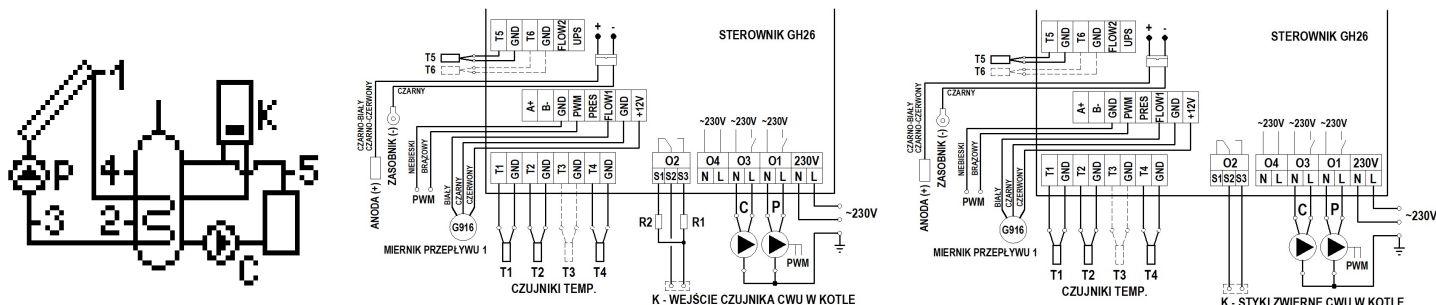 1
K
P
4
5
3
2
C
T5 GND T6 GND FLOW2 UPS + -
STEROWNIK GH26
T5
T6
CZARNY
CZARNO-BIAŁY
CZARNO-CZERWONY
ANODA (+)
ZASOBNIK (-)
A+ B- GND PWM PRES FLOW1 GND +12V
NIEBIESKI
BRĄZOWY
PWM
BIAŁY
CZARNY
CZERWONY
G916
MIERNIK PRZEPŁYWU 1
~230V ~230V ~230V
T1 GND T2 GND T3 GND T4 GND
O2 O4 O3 O1 230V
S1 S2 S3 N L N L N L N L
R2 R1
C P
~230V
PWM
T1 T2 T3 T4
CZUJNIKI TEMP.
K - WEJŚCIE CZUJNIKA CWU W KOTLE
T5 GND T6 GND FLOW2 UPS + -
STEROWNIK GH26
T5
T6
CZARNY
CZARNO-BIAŁY
CZARNO-CZERWONY
ANODA (+)
ZASOBNIK (-)
A+ B- GND PWM PRES FLOW1 GND +12V
NIEBIESKI
BRĄZOWY
PWM
BIAŁY
CZARNY
CZERWONY
G916
MIERNIK PRZEPŁYWU 1
~230V ~230V ~230V
T1 GND T2 GND T3 GND T4 GND
O2 O4 O3 O1 230V
S1 S2 S3 N L N L N L N L
C P
~230V
PWM
T1 T2 T3 T4
CZUJNIKI TEMP.
K - STYKI ZWIERNE CWU W KOTLE